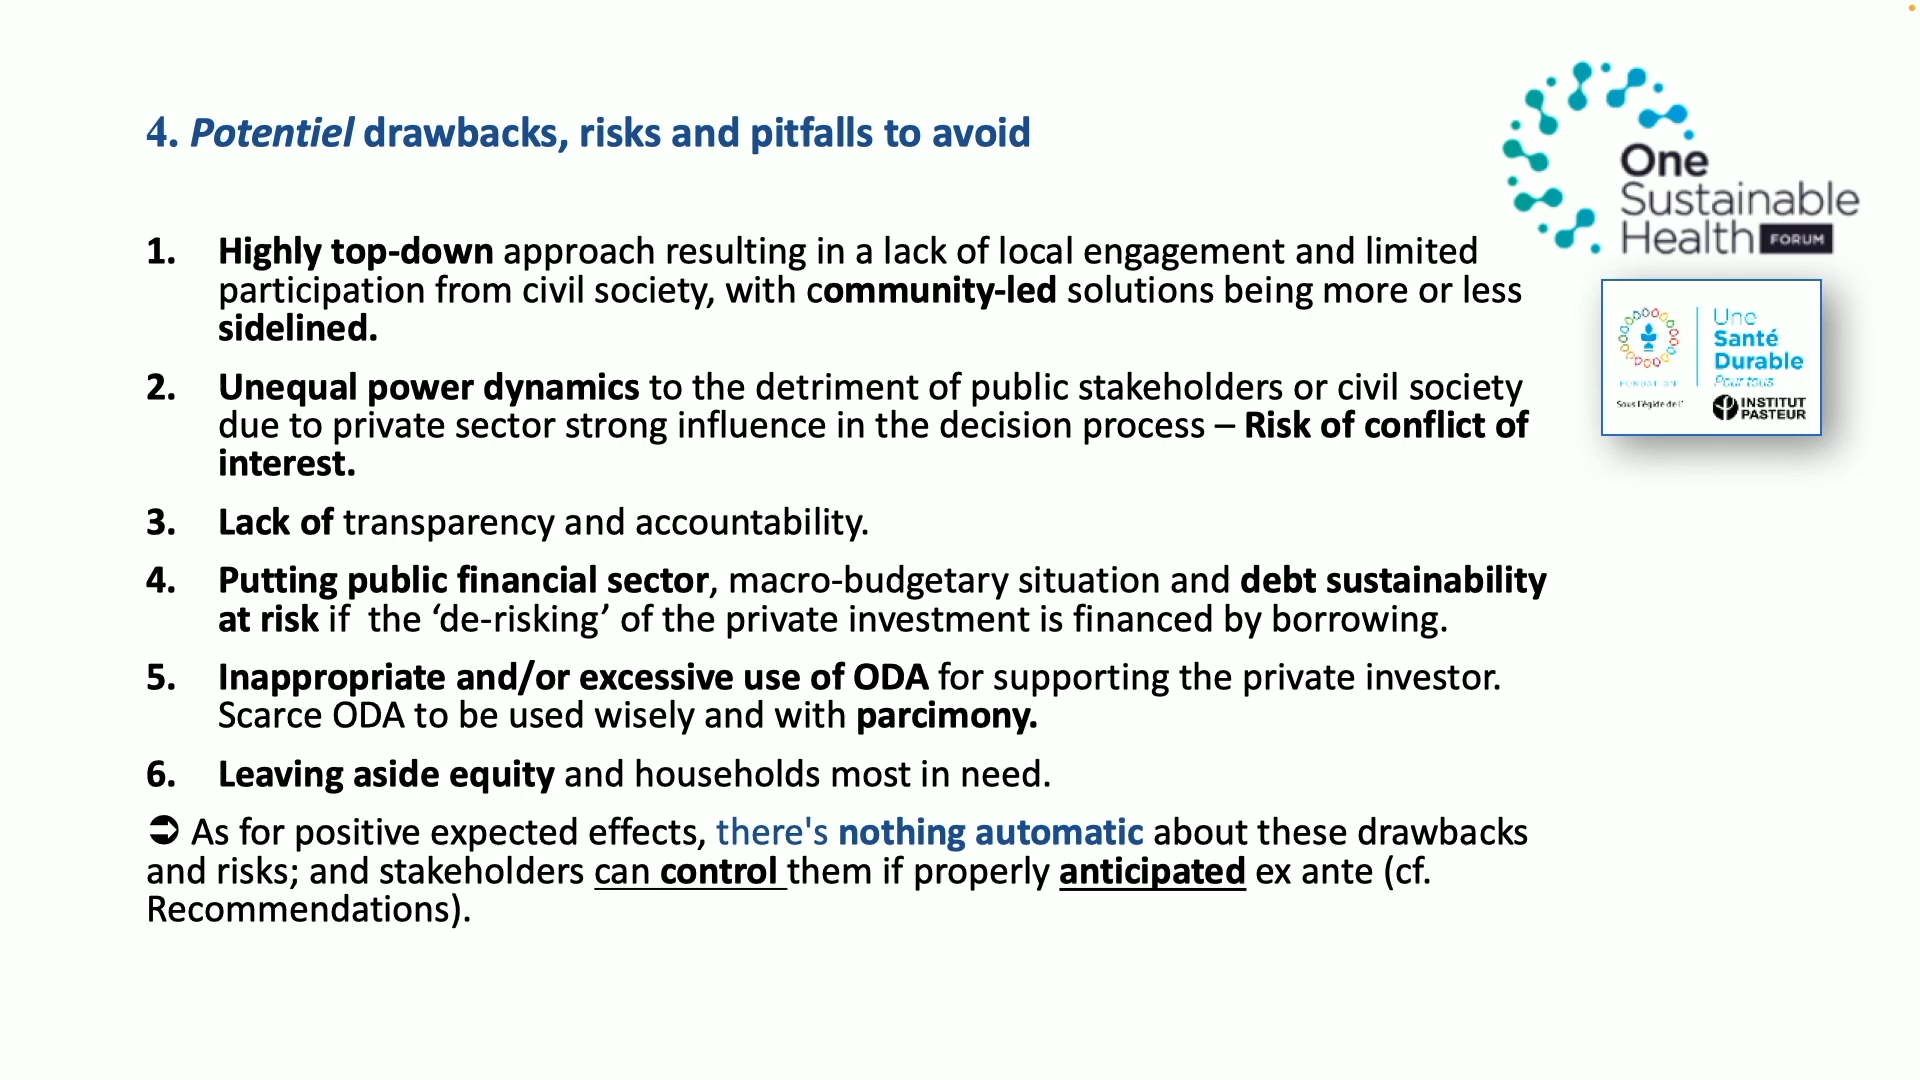 4. Potentiel drawbacks, risks and pitfalls to avoid
One
Sustainable
Health FORUM
1. Highly top-down approach resulting in a lack of local engagement and limited
participation from civil society, with community-led solutions being more or less
sidelined.
2. Unequal power dynamics to the detriment of public stakeholders or civil society
due to private sector strong influence in the decision process – Risk of conflict of
interest.
3. Lack of transparency and accountability.
4. Putting public financial sector, macro-budgetary situation and debt sustainability
at risk if  the ‘de-risking’ of the private investment is financed by borrowing.
5. Inappropriate and/or excessive use of ODA for supporting the private investor.
Scarce ODA to be used wisely and with parcimony.
6. Leaving aside equity and households most in need.
➲ As for positive expected effects, there's nothing automatic about these drawbacks
and risks; and stakeholders can control them if properly anticipated ex ante (cf.
Recommendations).
Une
Santé
Durable
Pour tous
FONDATION
Sous l'égide de l'
INSTITUT
PASTEUR